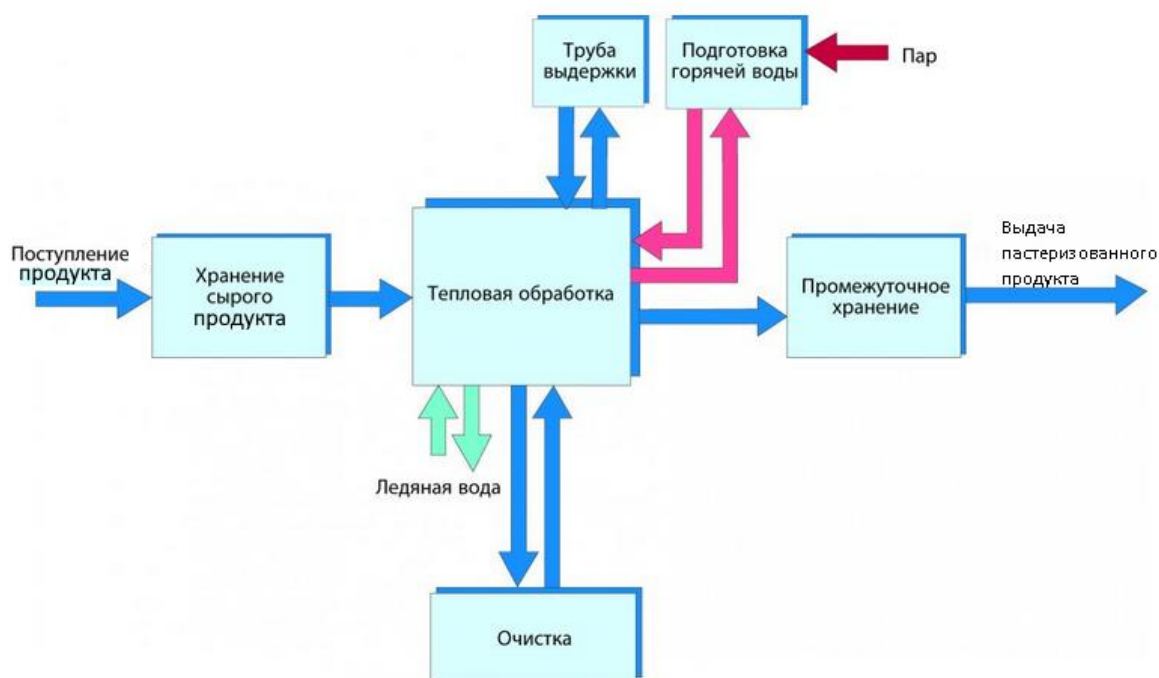 Труба
выдержки
Подготовка
горячей воды
Пар
Поступление
продукта
Хранение
сырого
продукта
Тепловая обработка
Промежуточное
хранение
Выдача
пастеризованного
продукта
Ледяная вода
Очистка